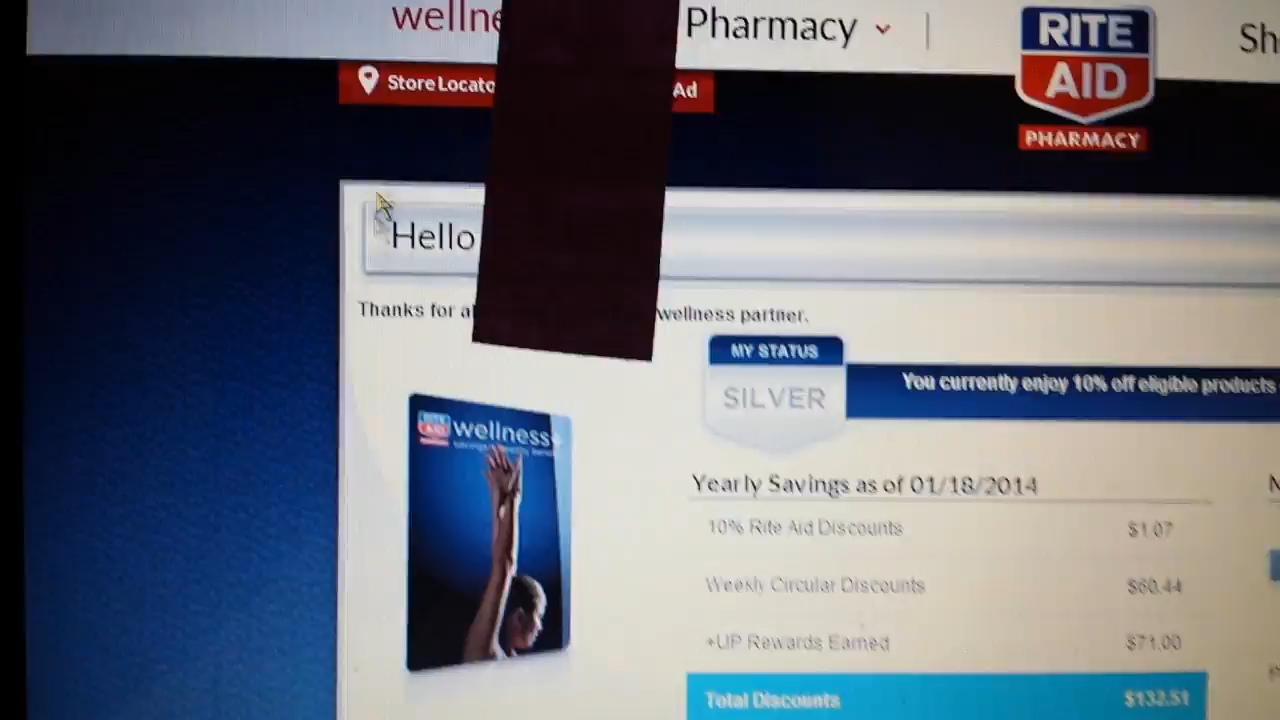 wellne
Pharmacy
RITE
AID
PHARMACY
Sh
Store Locato
Ad
Hello
Thanks for a
wellness partner.
MY STATUS
SILVER
You currently enjoy 10% off eligible products
RITE
AID
wellness+
Yearly Savings as of 01/18/2014
10% Rite Aid Discounts $1.07
Weekly Circular Discounts $60.44
+UP Rewards Earned $71.00
Total Discounts $132.51